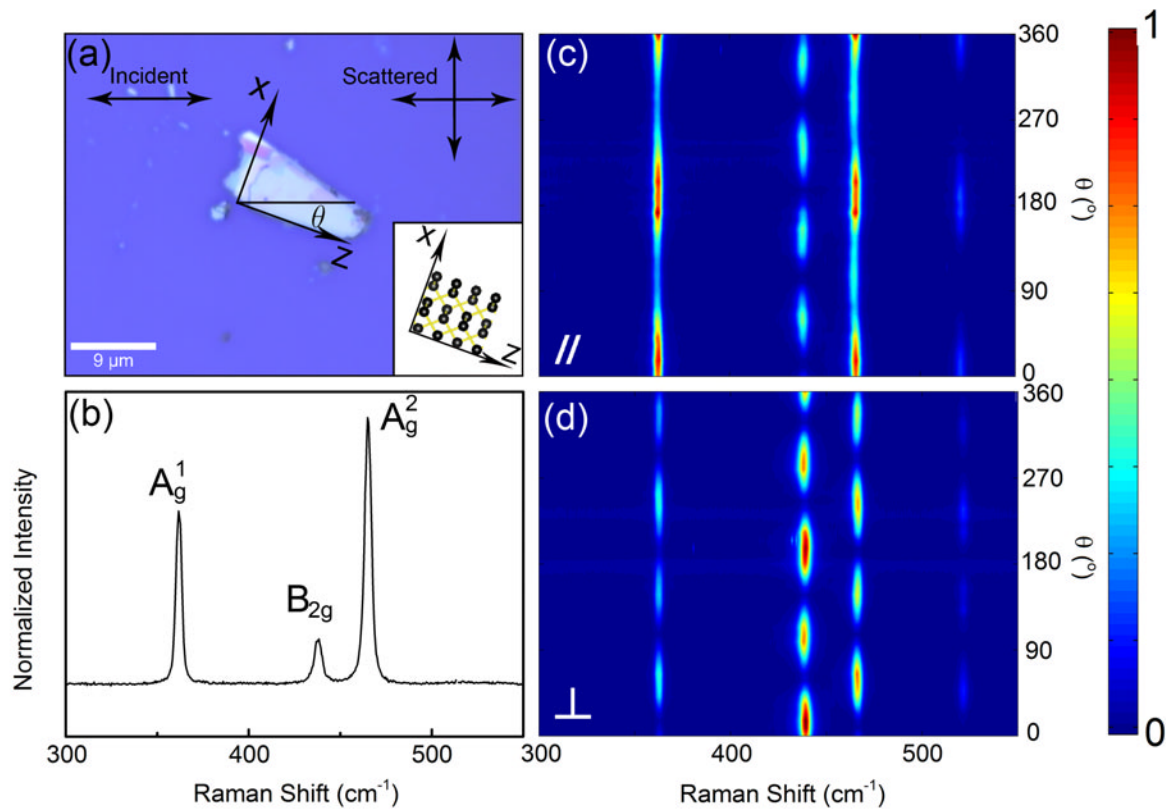 (a)
Incident
Scattered
X
θ
Z
X
Z
9 μm
(b)
A_g^1
B_2g
A_g^2
Normalized Intensity
300 400 500
Raman Shift (cm-1)
(c)
//
360
270
180
90
0
θ (°)
(d)
⊥
360
270
180
90
0
θ (°)
300 400 500
Raman Shift (cm-1)
1
0